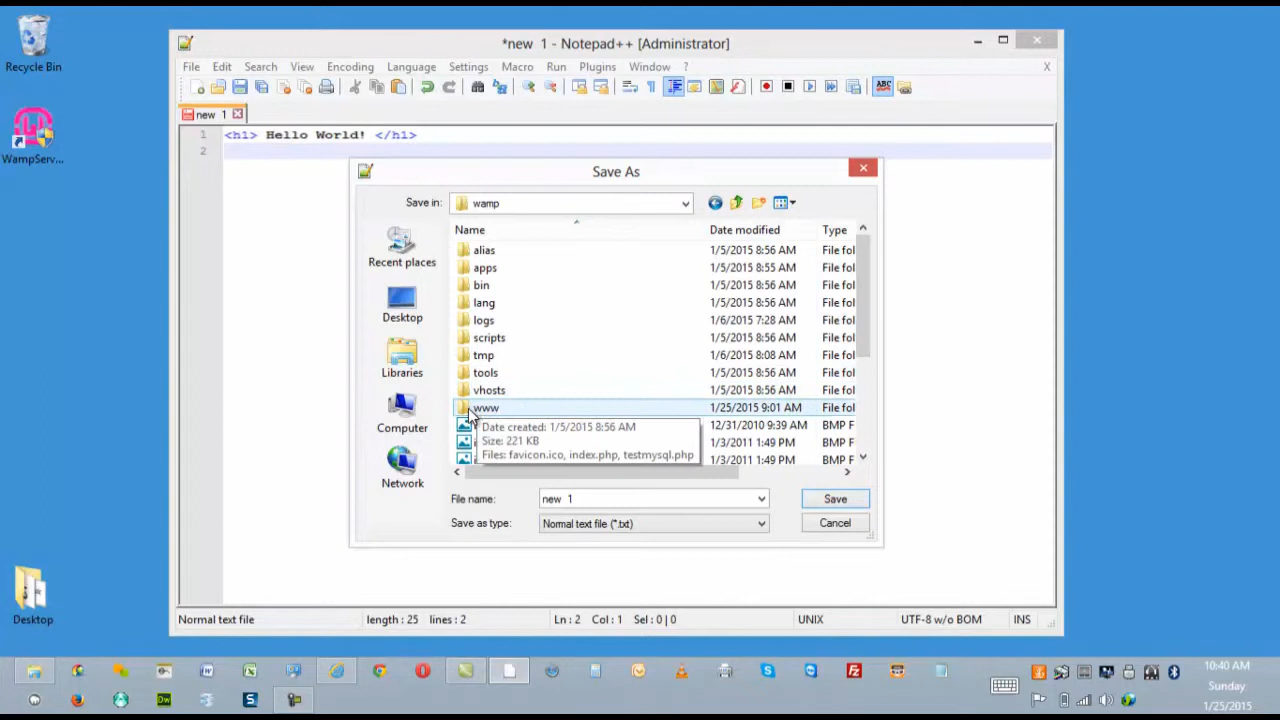 Recycle Bin
WampServ...
Desktop
*new 1 - Notepad++ [Administrator]
File Edit Search View Encoding Language Settings Macro Run Plugins Window ? X
ABC
new 1
1 <h1> Hello World! </h1>
2
Save As
Save in: wamp
Recent places
Desktop
Libraries
Computer
Network
Name Date modified Type
alias 1/5/2015 8:56 AM File fol
apps 1/5/2015 8:55 AM File fol
bin 1/5/2015 8:56 AM File fol
lang 1/5/2015 8:56 AM File fol
logs 1/6/2015 7:28 AM File fol
scripts 1/5/2015 8:56 AM File fol
tmp 1/6/2015 8:08 AM File fol
tools 1/5/2015 8:56 AM File fol
vhosts 1/5/2015 8:56 AM File fol
www 1/25/2015 9:01 AM File fol
12/31/2010 9:39 AM BMP F
1/3/2011 1:49 PM BMP F
1/3/2011 1:49 PM BMP F
Date created: 1/5/2015 8:56 AM
Size: 221 KB
Files: favicon.ico, index.php, testmysql.php
File name: new 1 Save
Save as type: Normal text file (*.txt) Cancel
Normal text file length : 25 lines : 2 Ln : 2 Col : 1 Sel : 0 | 0 UNIX UTF-8 w/o BOM INS
10:40 AM
Sunday
1/25/2015